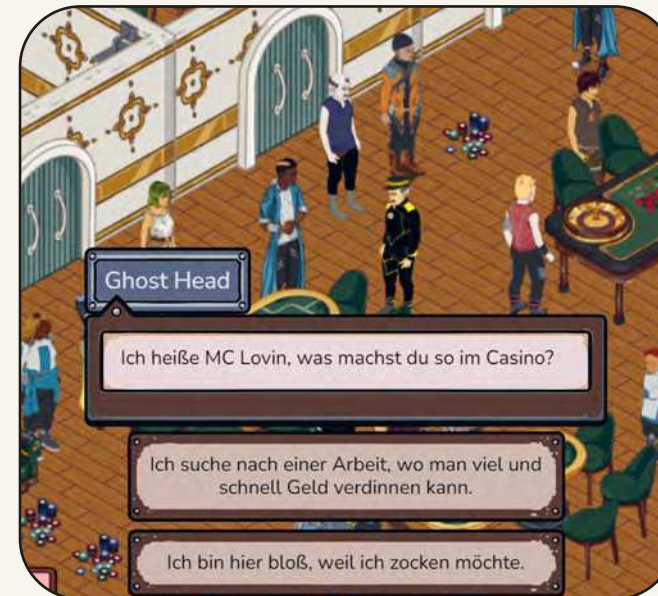 Ghost Head
Ich heiße MC Lovin, was machst du so im Casino?
Ich suche nach einer Arbeit, wo man viel und
schnell Geld verdinnen kann.
Ich bin hier bloß, weil ich zocken möchte.